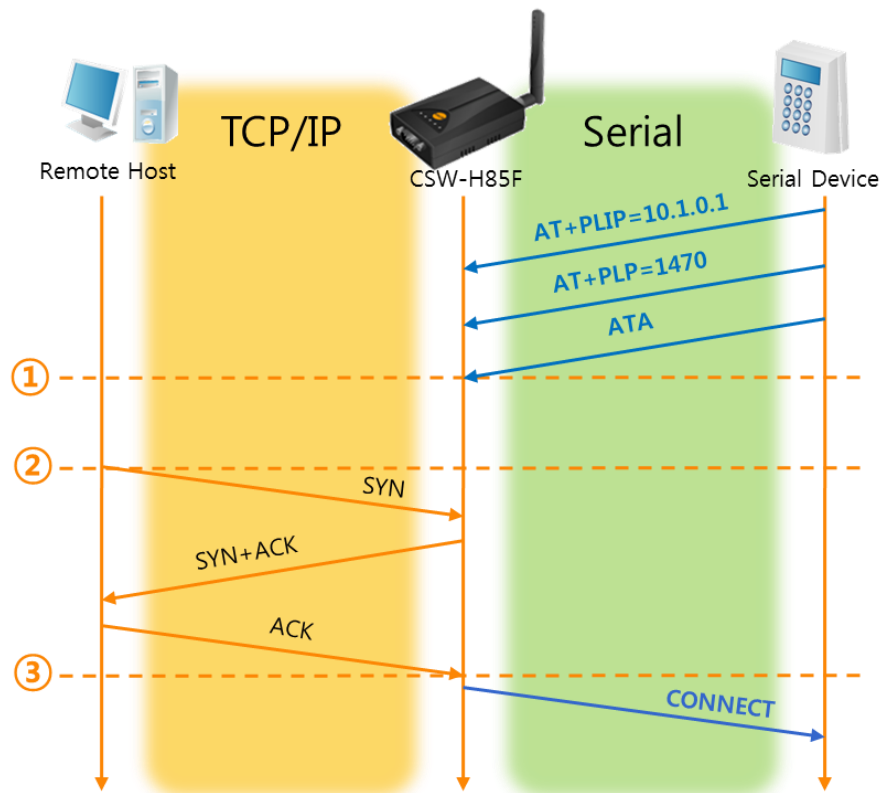 TCP/IP
Serial
Remote Host
CSW-H85F
Serial Device
AT+PLIP=10.1.0.1
AT+PLP=1470
ATA
①
②
SYN
SYN+ACK
ACK
③
CONNECT